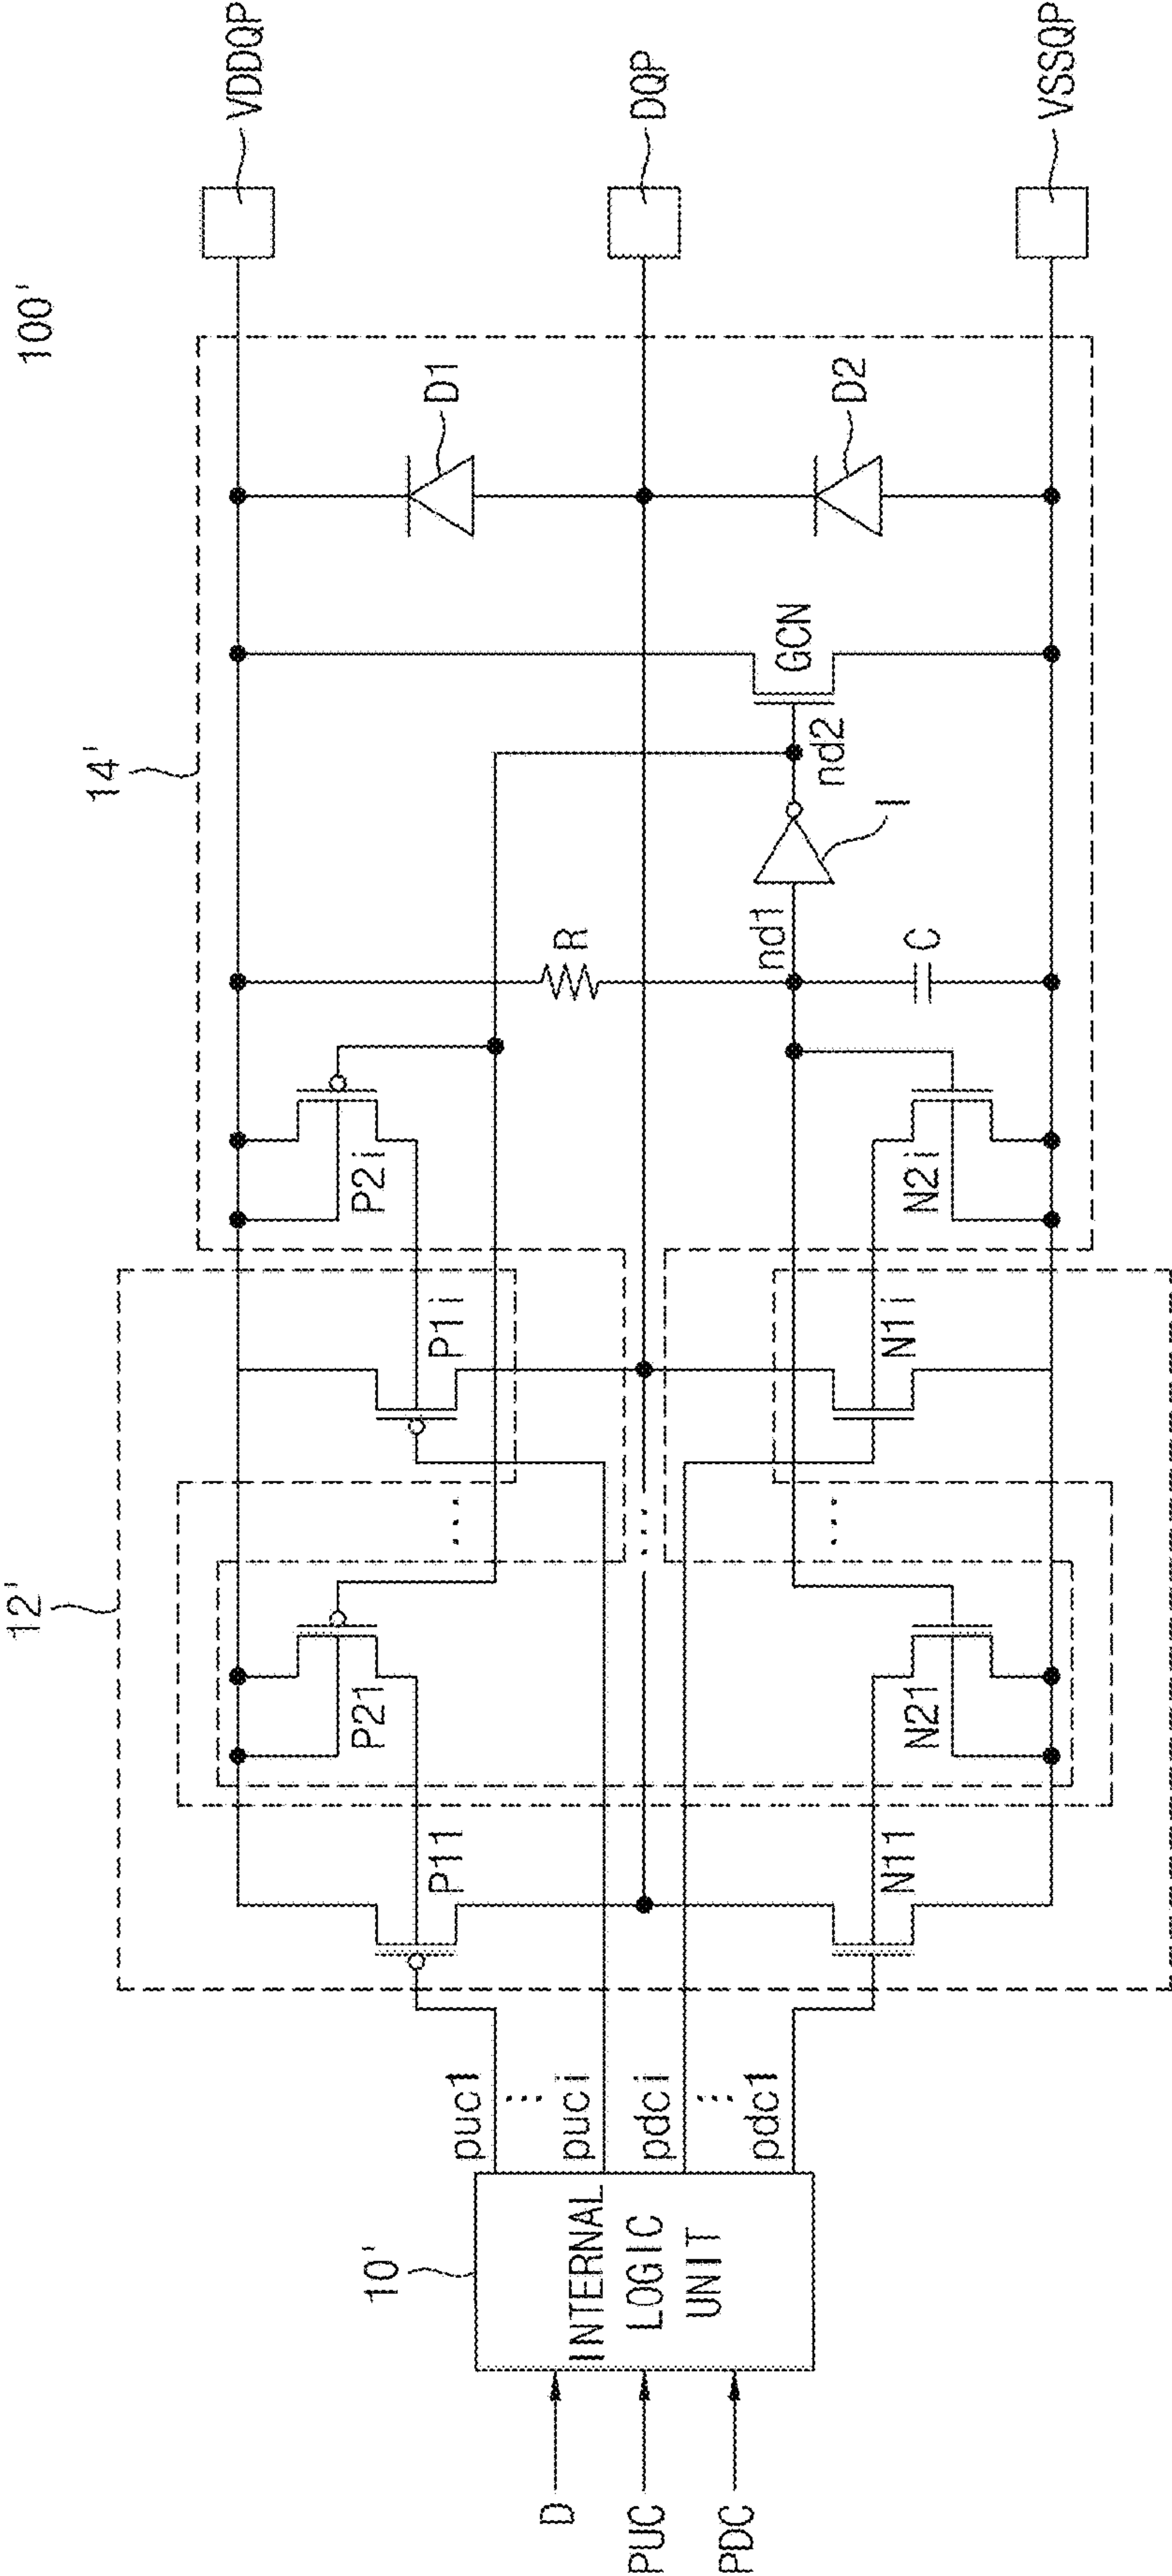 100'
12'
14'
10'
D
PUC
PDC
INTERNAL
LOGIC
UNIT
puc1
⋮
puci
pdci
⋮
pdc1
P11
P21
...
P1i
P2i
R
D1
VDDQP
...
DQP
N11
N21
...
N1i
N2i
nd1
C
I
nd2
GCN
D2
VSSQP